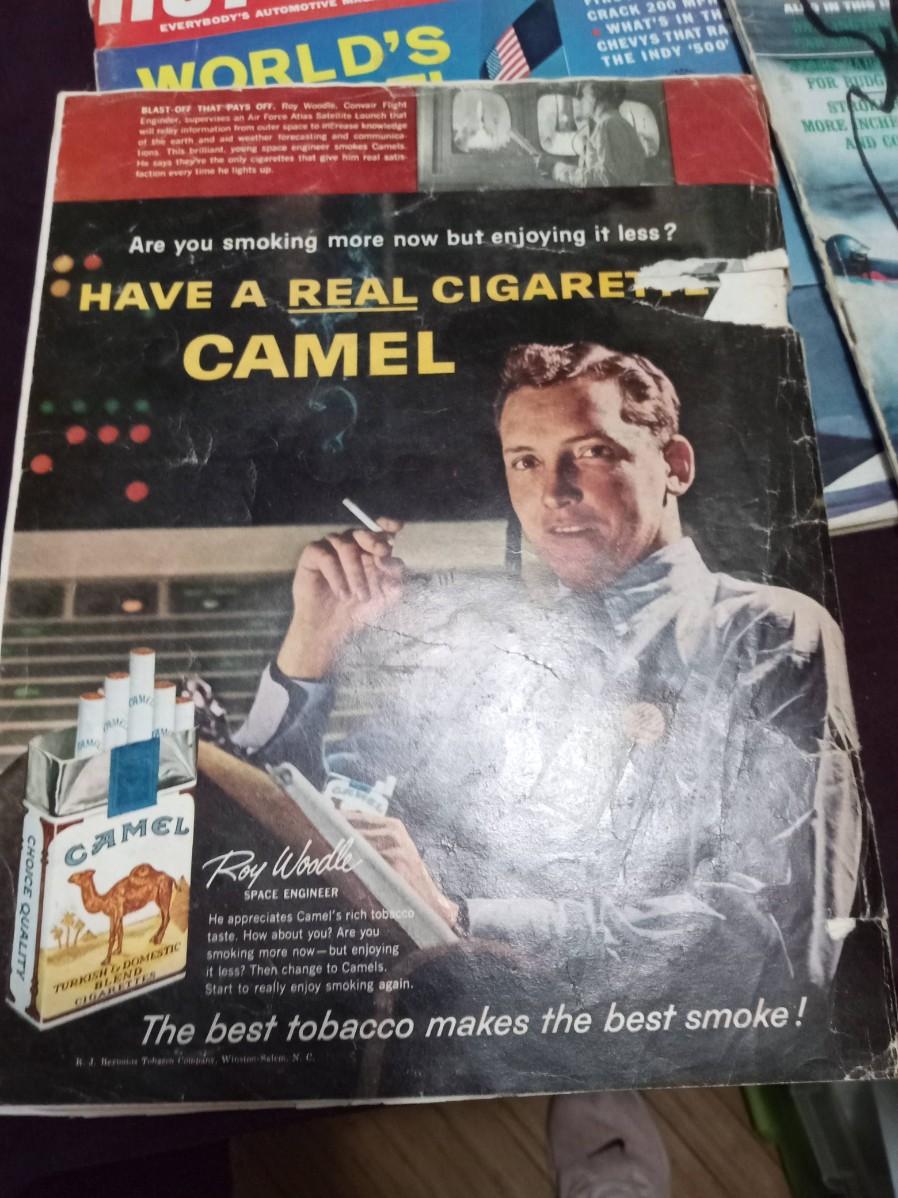 EVERYBODY'S AUTOMOTIVE
WORLD'S
CRACK 200 MPH
WHAT'S IN TH
CHEVYS THAT RA
THE INDY '500'
IN THIS
FOR BUDG
MORE INCHE
AND CO
BLAST-OFF THAT PAYS OFF. Roy Woodle, Convair Flight
Engineer, supervises an Air Force Atlas Satellite Launch that
will relay information from outer space to increase knowledge
of the earth and aid weather forecasting and communica-
tions. This brilliant, young space engineer smokes Camels.
He says they're the only cigarettes that give him real satis-
faction every time he lights up.
Are you smoking more now but enjoying it less?
HAVE A REAL CIGARETTE
CAMEL
CAMEL
CHOICE QUALITY
TURKISH & DOMESTIC
BLEND
CIGARETTES
Roy Woodle
SPACE ENGINEER
He appreciates Camel's rich tobacco
taste. How about you? Are you
smoking more now—but enjoying
it less? Then change to Camels.
Start to really enjoy smoking again.
The best tobacco makes the best smoke!
R. J. Reynolds Tobacco Company, Winston-Salem, N. C.